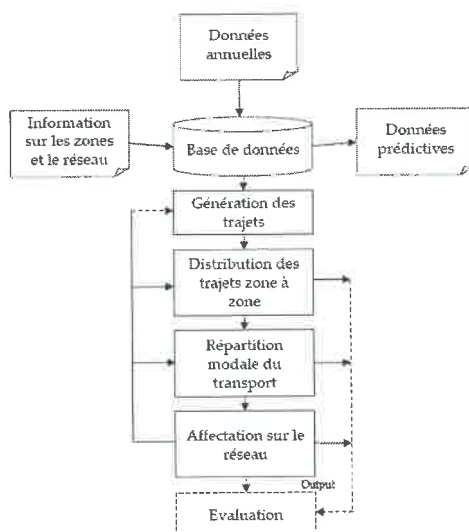 Données
annuelles
Information
sur les zones
et le réseau
Base de données
Données
prédictives
Génération des
trajets
Distribution des
trajets zone à
zone
Répartition
modale du
transport
Affectation sur le
réseau
Output
Evaluation